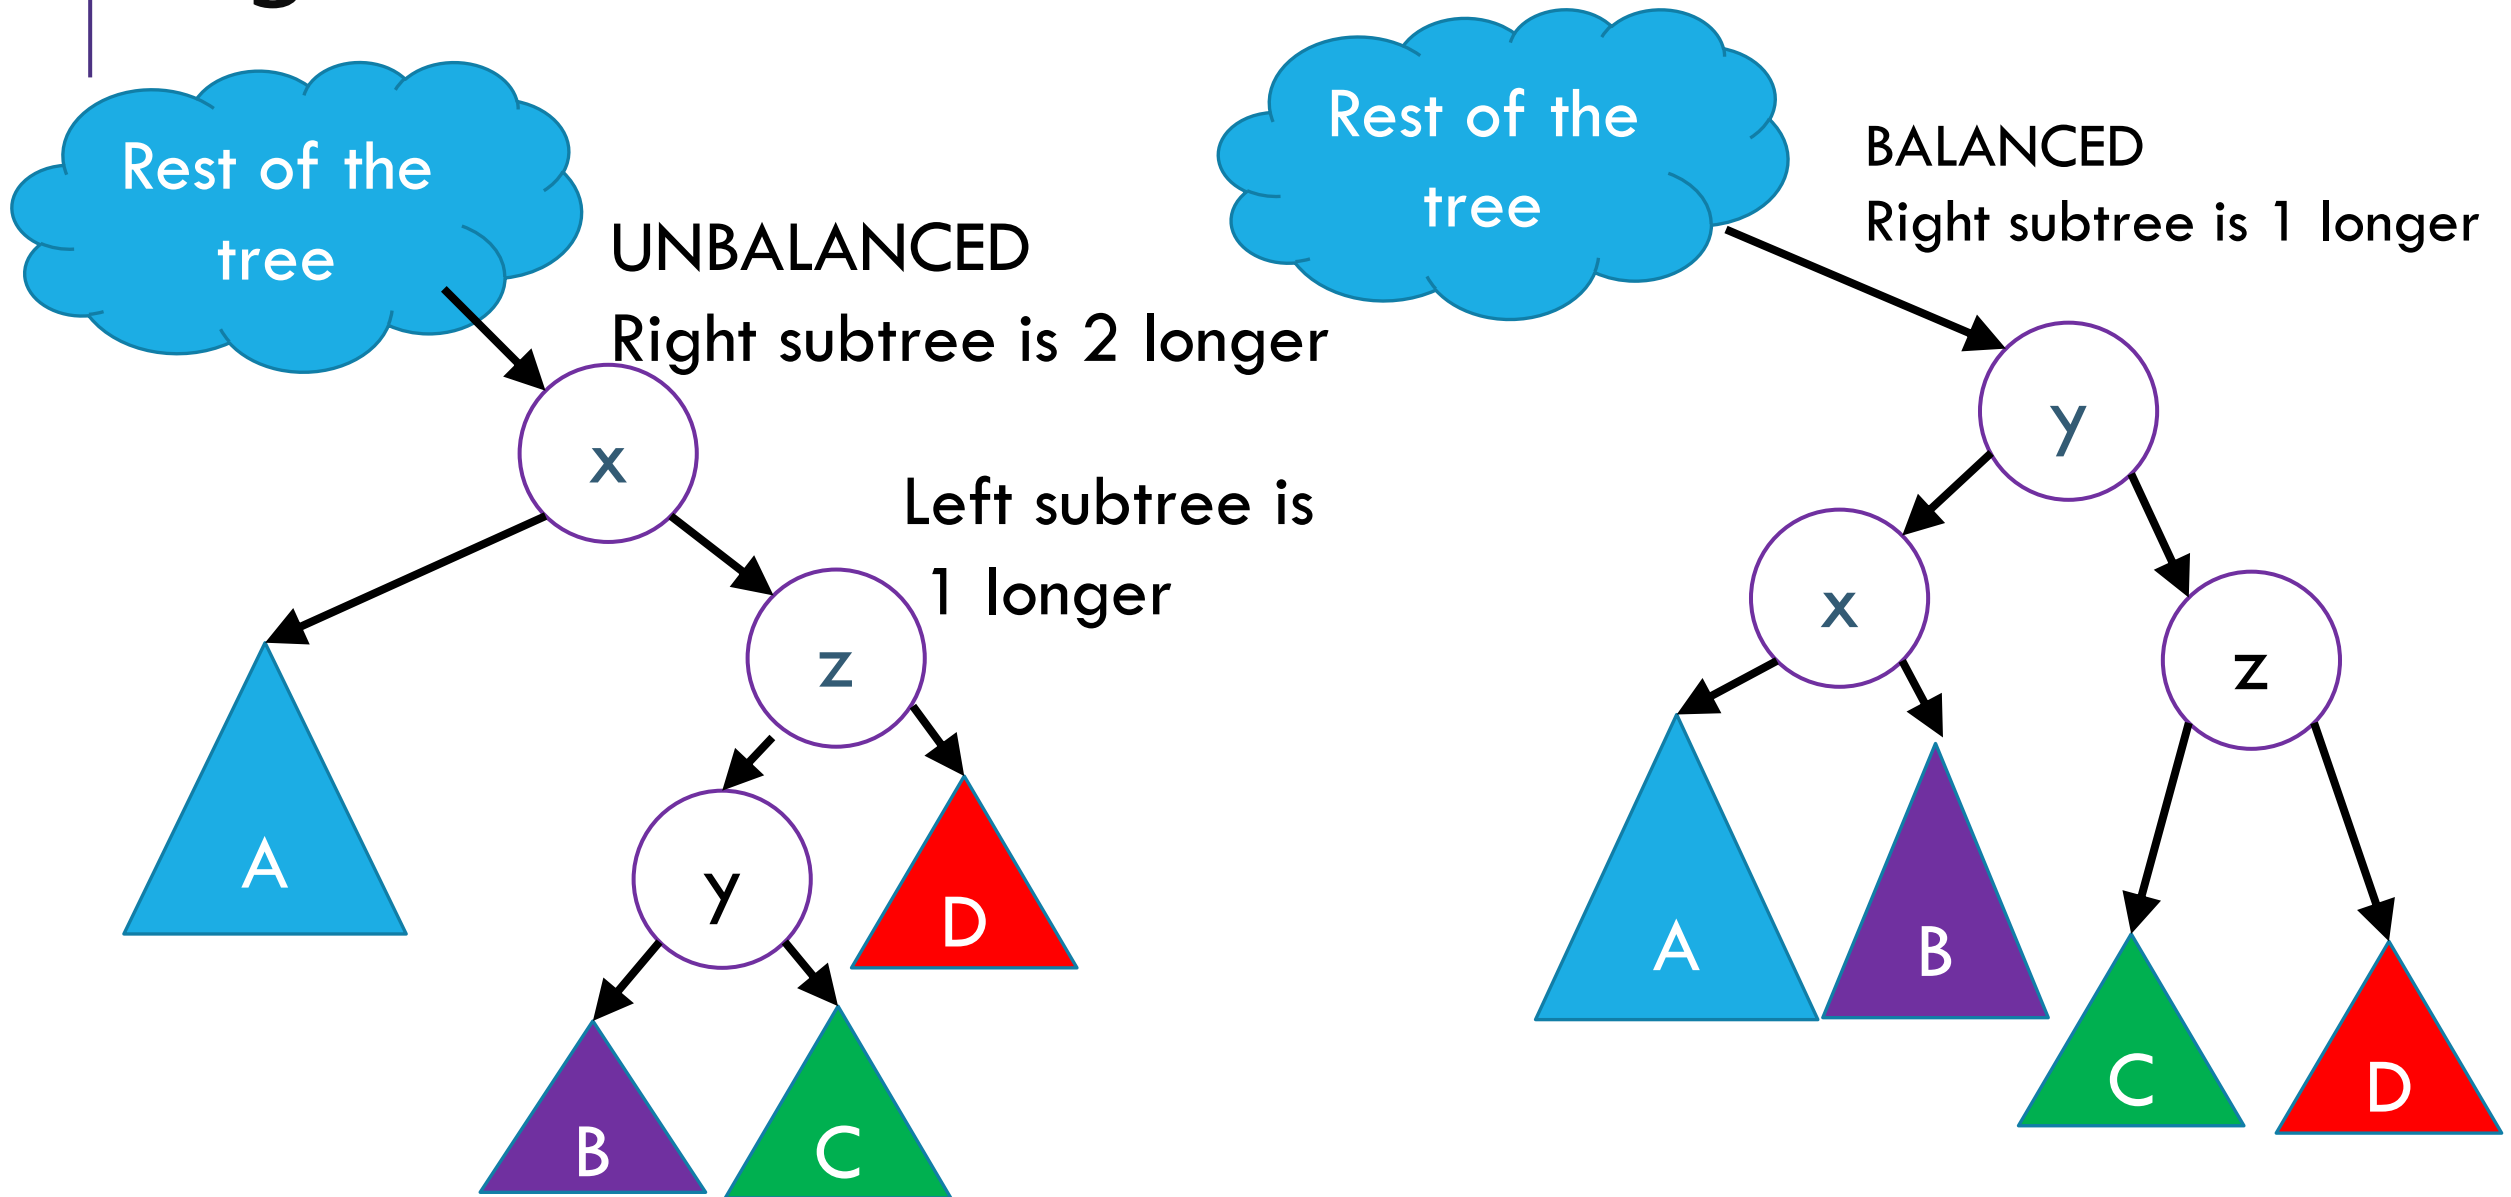 Rest of the
tree
UNBALANCED
Right subtree is 2 longer
x
Left subtree is
1 longer
z
A
y
D
B
C
Rest of the
tree
BALANCED
Right subtree is 1 longer
y
x
z
A
B
C
D